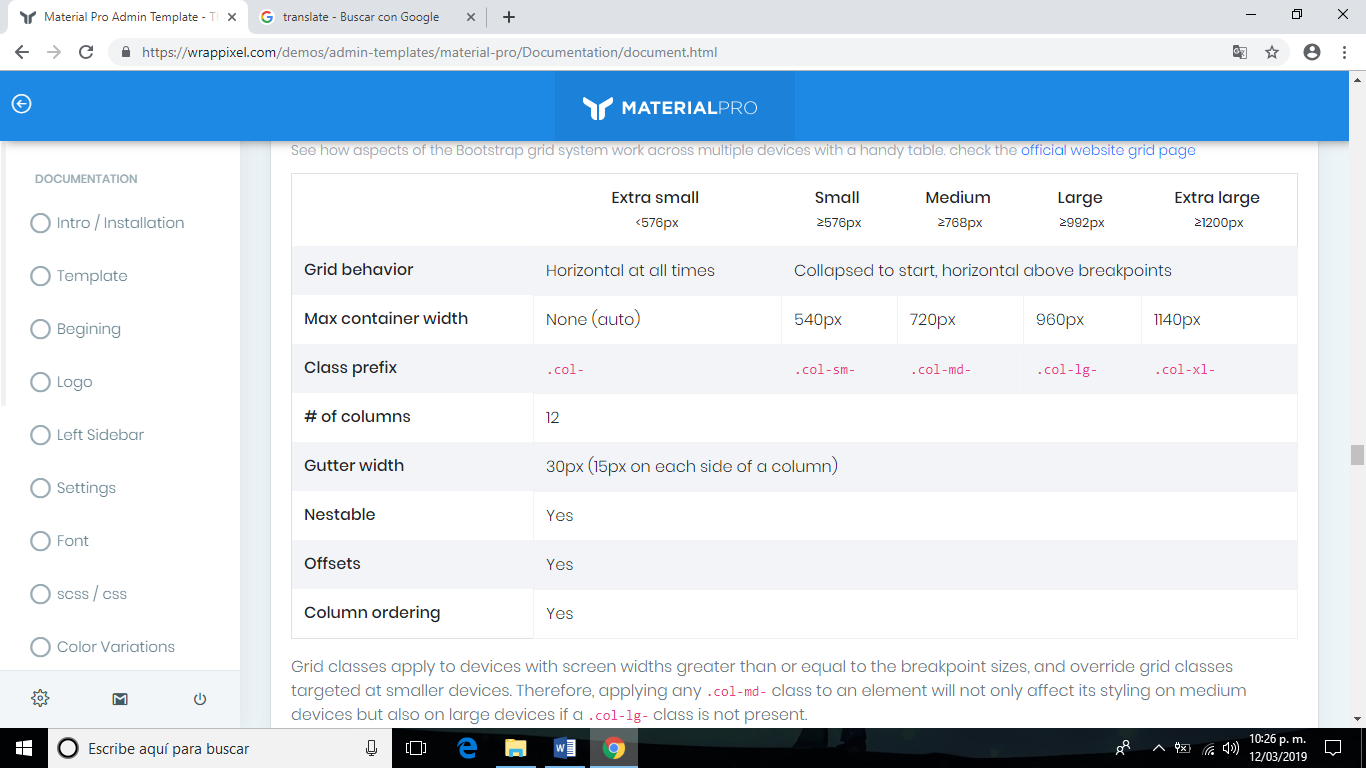 Material Pro Admin Template - T
translate - Buscar con Google
https://wrappixel.com/demos/admin-templates/material-pro/Documentation/document.html
MATERIALPRO
See how aspects of the Bootstrap grid system work across multiple devices with a handy table. check the official website grid page
DOCUMENTATION
Intro / Installation
Template
Begining
Logo
Left Sidebar
Settings
Font
scss / css
Color Variations
Extra small Small Medium Large Extra large
<576px ≥576px ≥768px ≥992px ≥1200px
Grid behavior Horizontal at all times Collapsed to start, horizontal above breakpoints
Max container width None (auto) 540px 720px 960px 1140px
Class prefix .col- .col-sm- .col-md- .col-lg- .col-xl-
# of columns 12
Gutter width 30px (15px on each side of a column)
Nestable Yes
Offsets Yes
Column ordering Yes
Grid classes apply to devices with screen widths greater than or equal to the breakpoint sizes, and override grid classes
targeted at smaller devices. Therefore, applying any .col-md- class to an element will not only affect its styling on medium
devices but also on large devices if a .col-lg- class is not present.
Escribe aquí para buscar
10:26 p. m.
12/03/2019